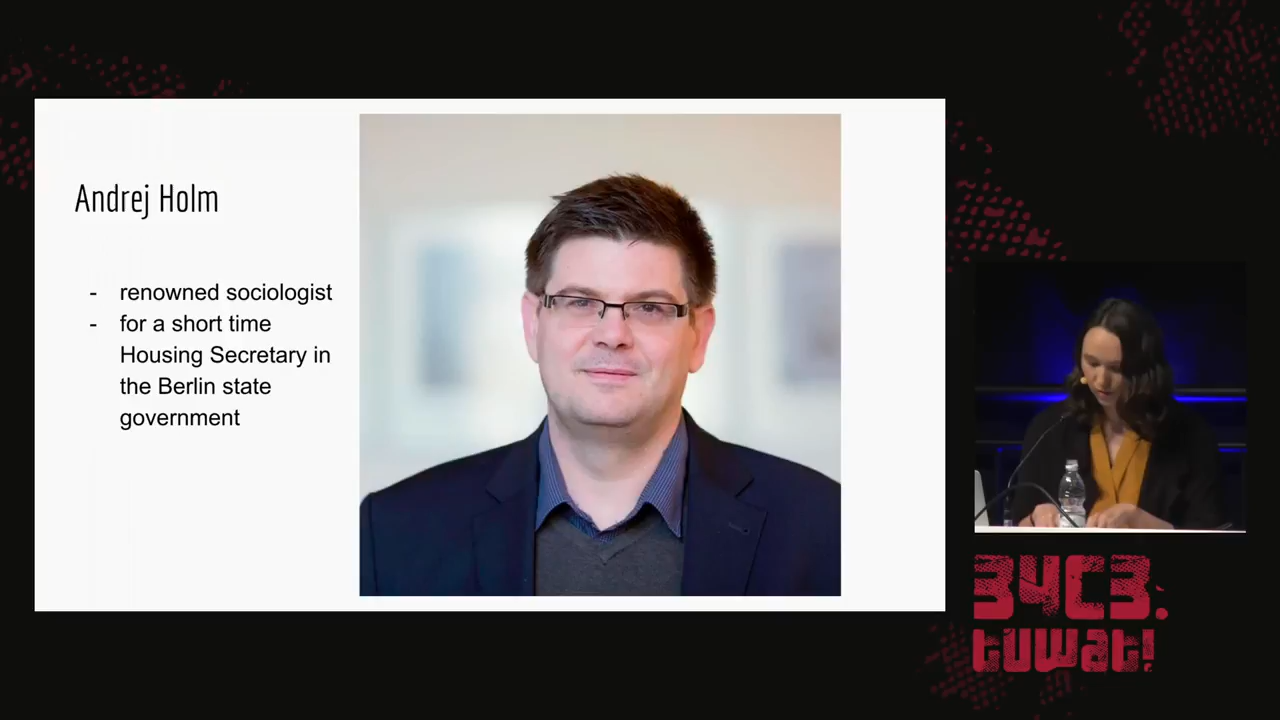 Andrej Holm
- renowned sociologist
- for a short time
Housing Secretary in
the Berlin state
government
34C3.
tuwat!